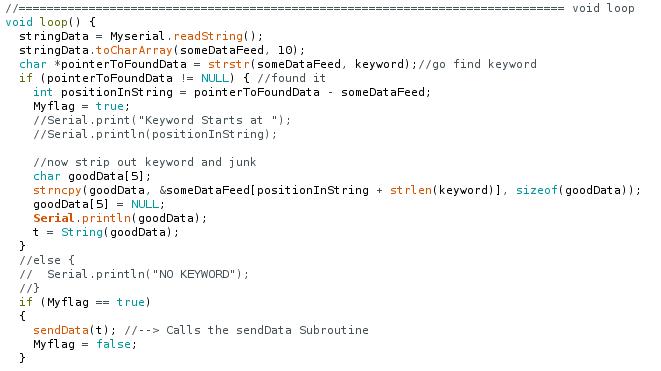 //============================================================================== void loop
void loop() {
  stringData = Myserial.readString();
  stringData.toCharArray(someDataFeed, 10);
  char *pointerToFoundData = strstr(someDataFeed, keyword);//go find keyword
  if (pointerToFoundData != NULL) { //found it
    int positionInString = pointerToFoundData - someDataFeed;
    Myflag = true;
    //Serial.print("Keyword Starts at ");
    //Serial.println(positionInString);

    //now strip out keyword and junk
    char goodData[5];
    strncpy(goodData, &someDataFeed[positionInString + strlen(keyword)], sizeof(goodData));
    goodData[5] = NULL;
    Serial.println(goodData);
    t = String(goodData);
  }
  //else {
  //  Serial.println("NO KEYWORD");
  //}
  if (Myflag == true)
  {
    sendData(t); //--> Calls the sendData Subroutine
    Myflag = false;
  }